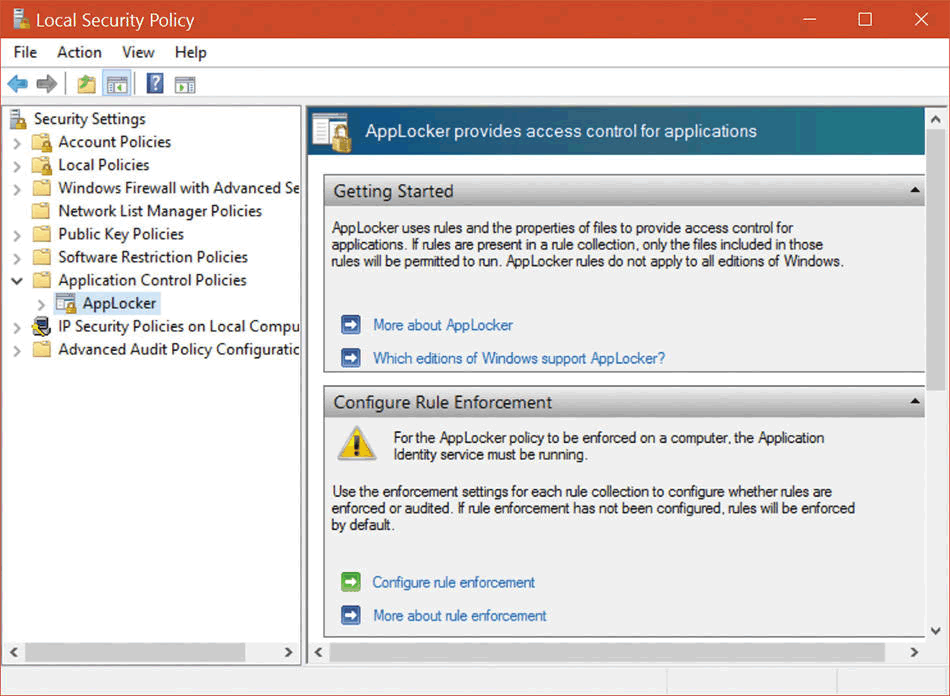 Local Security Policy
File Action View Help
Security Settings
Account Policies
Local Policies
Windows Firewall with Advanced Se
Network List Manager Policies
Public Key Policies
Software Restriction Policies
Application Control Policies
AppLocker
IP Security Policies on Local Compu
Advanced Audit Policy Configuratic
AppLocker provides access control for applications
Getting Started
AppLocker uses rules and the properties of files to provide access control for
applications. If rules are present in a rule collection, only the files included in those
rules will be permitted to run. AppLocker rules do not apply to all editions of Windows.
More about AppLocker
Which editions of Windows support AppLocker?
Configure Rule Enforcement
For the AppLocker policy to be enforced on a computer, the Application
Identity service must be running.
Use the enforcement settings for each rule collection to configure whether rules are
enforced or audited. If rule enforcement has not been configured, rules will be enforced
by default.
Configure rule enforcement
More about rule enforcement